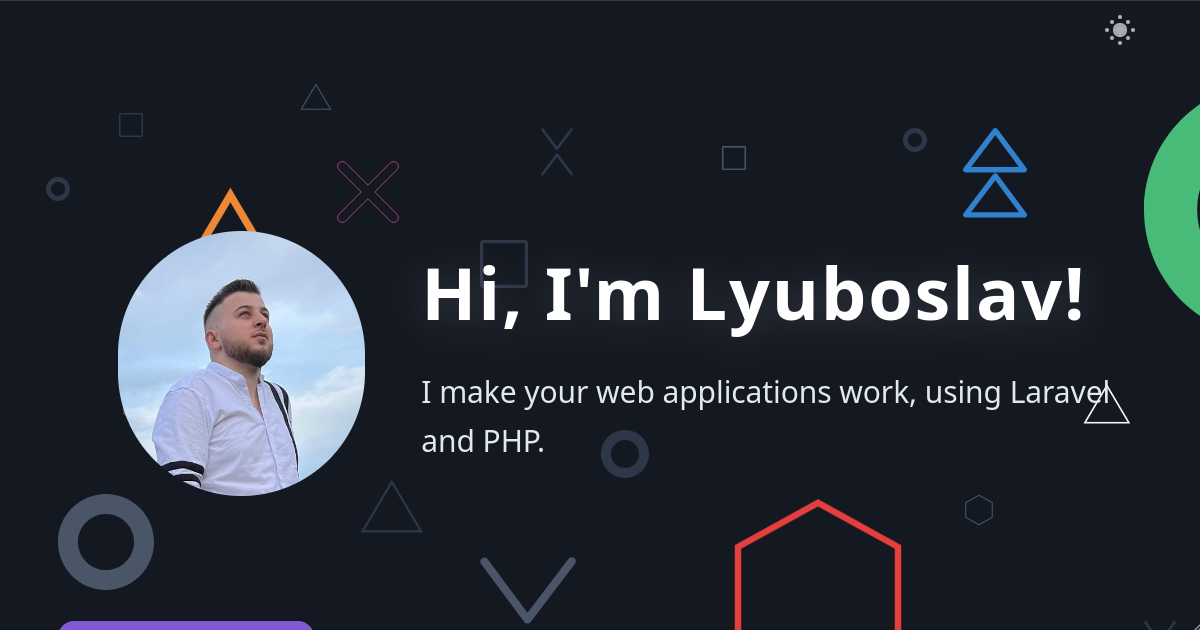 Hi, I'm Lyuboslav!
I make your web applications work, using Laravel
and PHP.